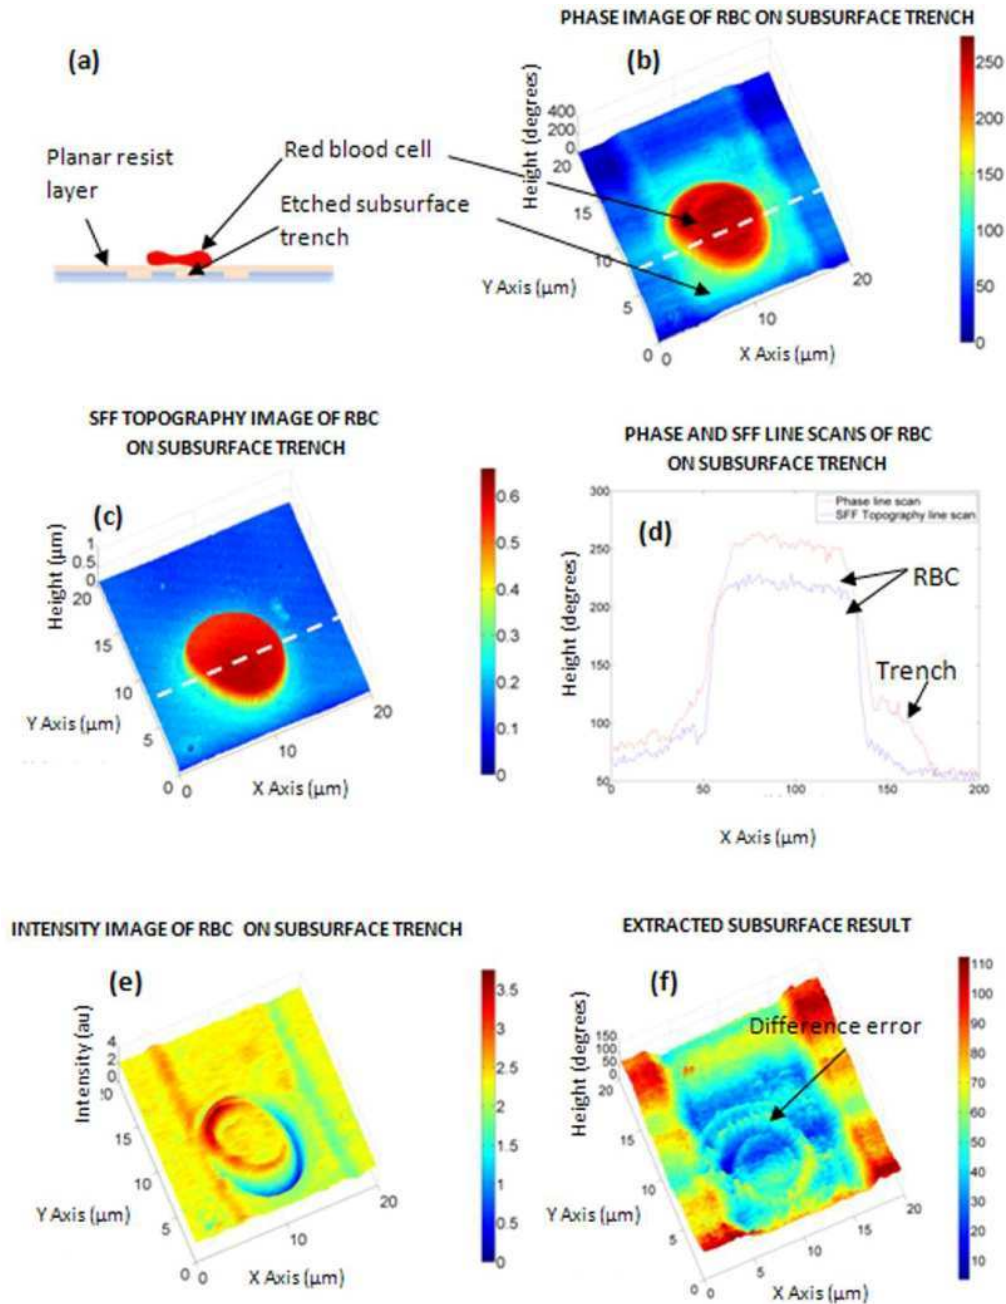 PHASE IMAGE OF RBC ON SUBSURFACE TRENCH
(a)
Planar resist
layer
Red blood cell
Etched subsurface
trench
(b)
Height (degrees)
400
200
0
20
15
10
5
0
Y Axis (μm)
0
10
20
X Axis (μm)
250
200
150
100
50
0
SFF TOPOGRAPHY IMAGE OF RBC
ON SUBSURFACE TRENCH
(c)
Height (μm)
1
0.5
0
20
15
10
5
0
Y Axis (μm)
0
10
20
X Axis (μm)
0.6
0.5
0.4
0.3
0.2
0.1
0
PHASE AND SFF LINE SCANS OF RBC
ON SUBSURFACE TRENCH
(d)
Phase line scan
SFF Topography line scan
RBC
Trench
Height (degrees)
300
250
200
150
100
50
0
50
100
150
200
X Axis (μm)
INTENSITY IMAGE OF RBC ON SUBSURFACE TRENCH
(e)
Intensity (au)
4
2
0
20
15
10
5
0
Y Axis (μm)
0
10
20
X Axis (μm)
3.5
3
2.5
2
1.5
1
0.5
0
EXTRACTED SUBSURFACE RESULT
(f)
Difference error
Height (degrees)
150
100
50
0
20
15
10
5
0
Y Axis (μm)
0
5
10
15
20
X Axis (μm)
110
100
90
80
70
60
50
40
30
20
10